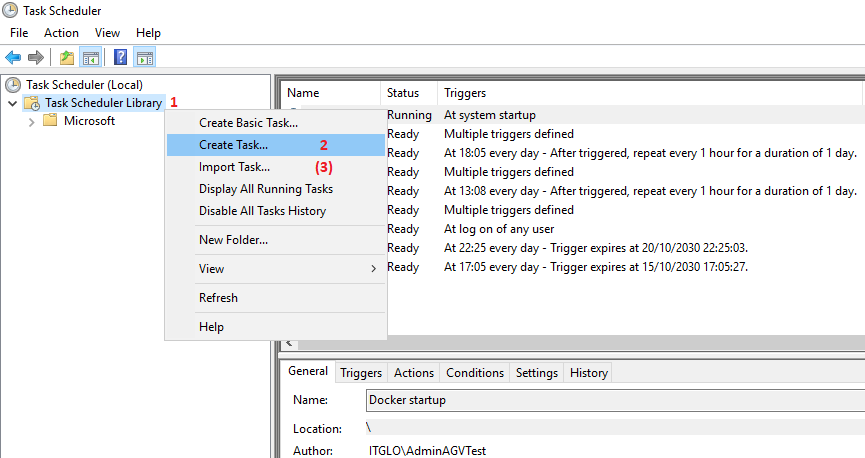 Task Scheduler
File Action View Help
Task Scheduler (Local)
Task Scheduler Library 1
Microsoft
Create Basic Task...
Create Task... 2
Import Task... (3)
Display All Running Tasks
Disable All Tasks History
New Folder...
View
Refresh
Help
Name Status Triggers
Running At system startup
Ready Multiple triggers defined
Ready At 18:05 every day - After triggered, repeat every 1 hour for a duration of 1 day.
Ready Multiple triggers defined
Ready At 13:08 every day - After triggered, repeat every 1 hour for a duration of 1 day.
Ready Multiple triggers defined
Ready At log on of any user
Ready At 22:25 every day - Trigger expires at 20/10/2030 22:25:03.
Ready At 17:05 every day - Trigger expires at 15/10/2030 17:05:27.
General Triggers Actions Conditions Settings History
Name: Docker startup
Location: \
Author: ITGLO\AdminAGVTest